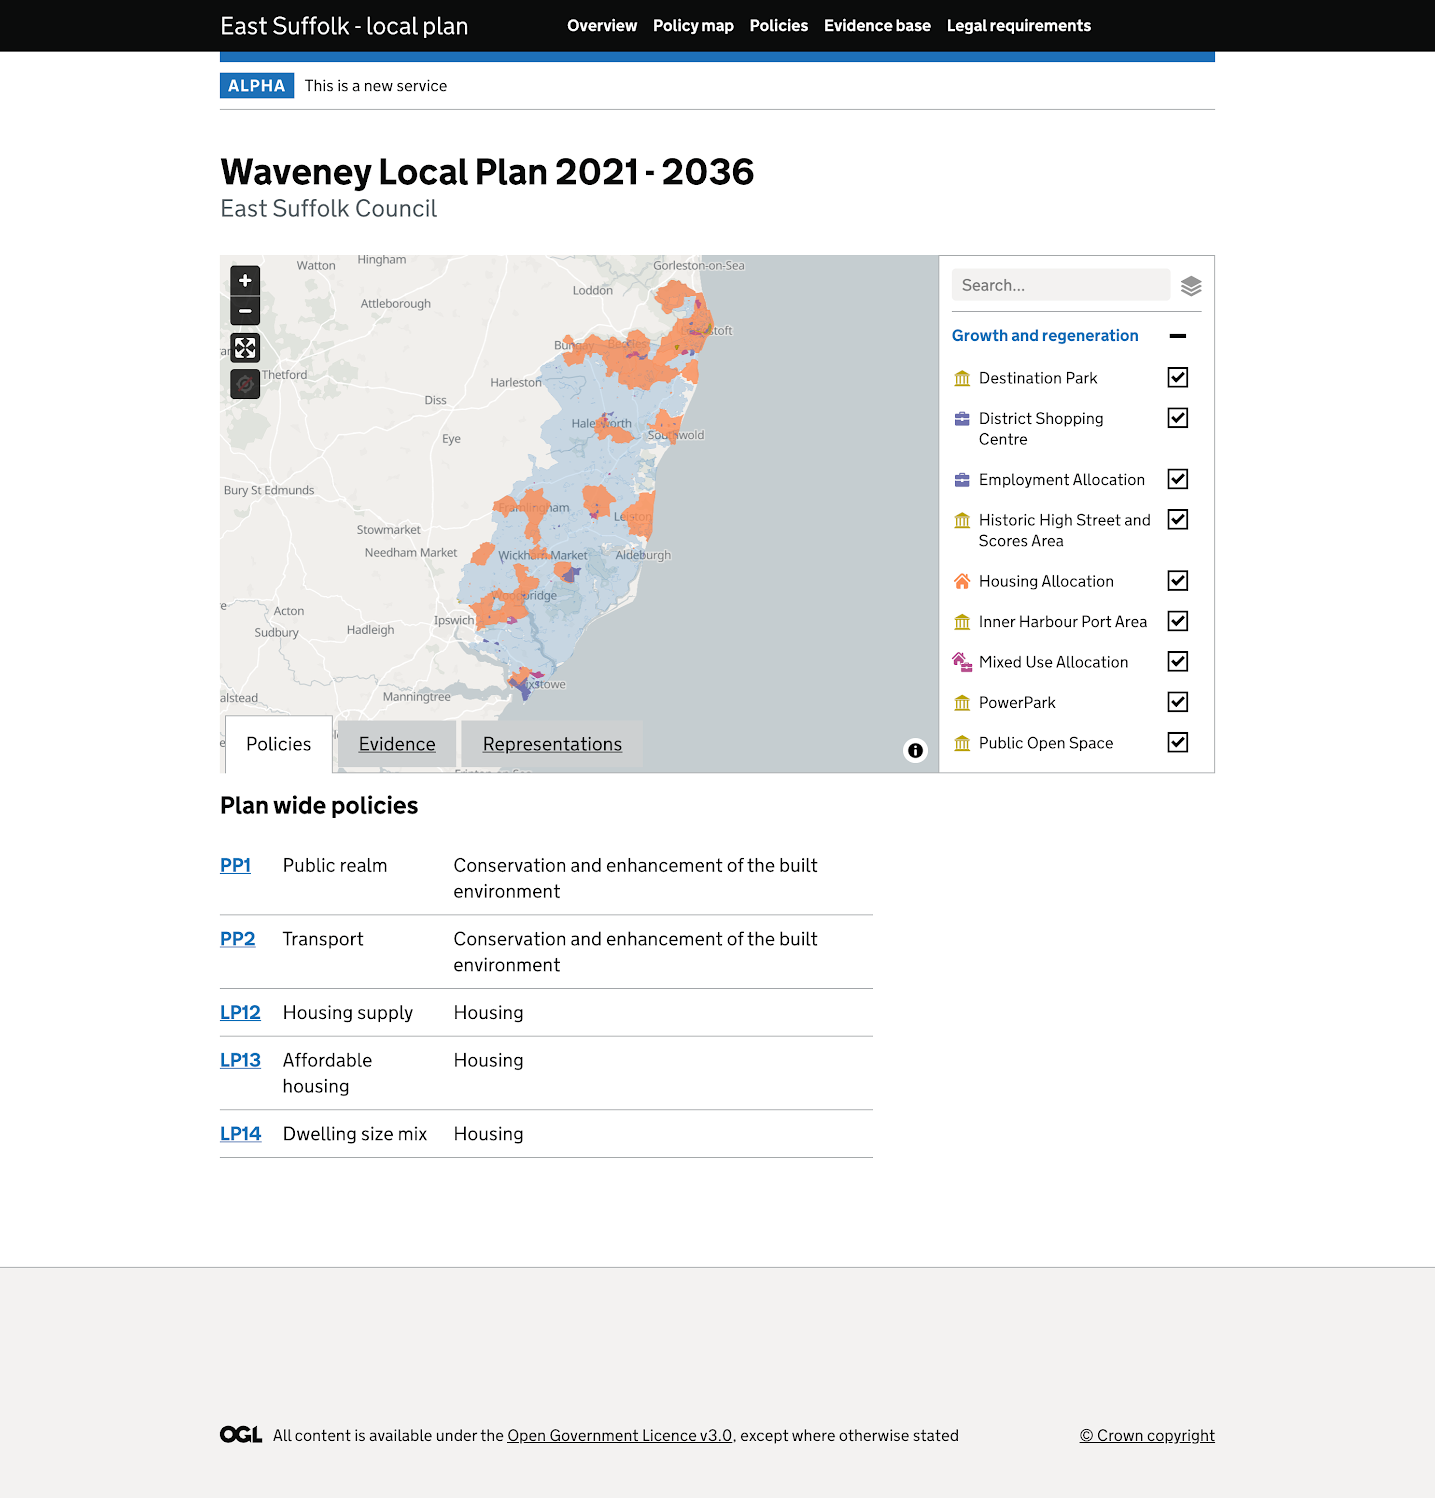 East Suffolk - local plan
Overview Policy map Policies Evidence base Legal requirements
ALPHA This is a new service
Waveney Local Plan 2021 - 2036
East Suffolk Council
Watton
Hingham
Gorleston-on-Sea
Loddon
Attleborough
Thetford
Harleston
Diss
Eye
Bury St Edmunds
Stowmarket
Needham Market
Halesworth
Southwold
Framlingham
Leiston
Wickham Market
Aldeburgh
Woodbridge
Ipswich
Acton
Sudbury
Hadleigh
Manningtree
Bungay
Beccles
alstead
ixstowe
Policies
Evidence
Representations
Search...
Growth and regeneration
Destination Park
District Shopping
Centre
Employment Allocation
Historic High Street and
Scores Area
Housing Allocation
Inner Harbour Port Area
Mixed Use Allocation
PowerPark
Public Open Space
Plan wide policies
PP1 Public realm Conservation and enhancement of the built
environment
PP2 Transport Conservation and enhancement of the built
environment
LP12 Housing supply Housing
LP13 Affordable Housing
housing
LP14 Dwelling size mix Housing
OGL All content is available under the Open Government Licence v3.0, except where otherwise stated
© Crown copyright